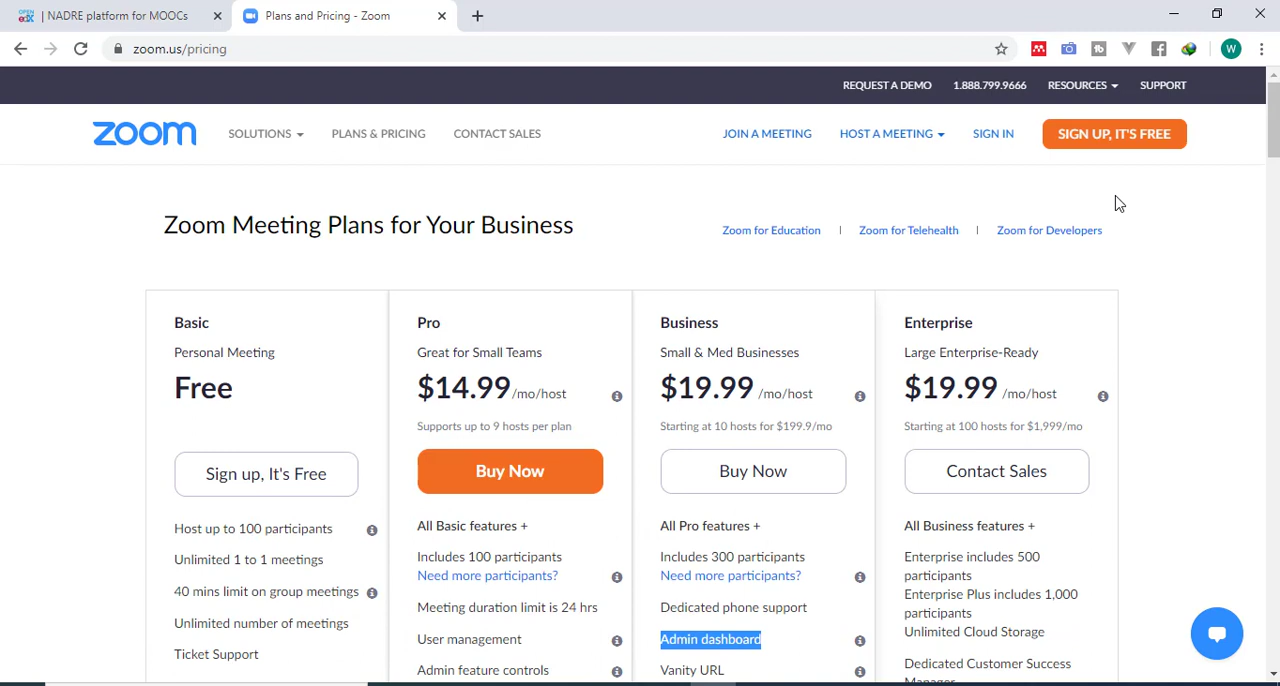 | NADRE platform for MOOCs
Plans and Pricing - Zoom
zoom.us/pricing
W
REQUEST A DEMO 1.888.799.9666 RESOURCES SUPPORT
zoom SOLUTIONS PLANS & PRICING CONTACT SALES JOIN A MEETING HOST A MEETING SIGN IN SIGN UP, IT'S FREE
Zoom Meeting Plans for Your Business
Zoom for Education | Zoom for Telehealth | Zoom for Developers
Basic
Personal Meeting
Free
Sign up, It's Free
Host up to 100 participants
Unlimited 1 to 1 meetings
40 mins limit on group meetings
Unlimited number of meetings
Ticket Support
Pro
Great for Small Teams
$14.99/mo/host
Supports up to 9 hosts per plan
Buy Now
All Basic features +
Includes 100 participants
Need more participants?
Meeting duration limit is 24 hrs
User management
Admin feature controls
Business
Small & Med Businesses
$19.99 /mo/host
Starting at 10 hosts for $199.9/mo
Buy Now
All Pro features +
Includes 300 participants
Need more participants?
Dedicated phone support
Admin dashboard
Vanity URL
Enterprise
Large Enterprise-Ready
$19.99 /mo/host
Starting at 100 hosts for $1,999/mo
Contact Sales
All Business features +
Enterprise includes 500
participants
Enterprise Plus includes 1,000
participants
Unlimited Cloud Storage
Dedicated Customer Success
Manager